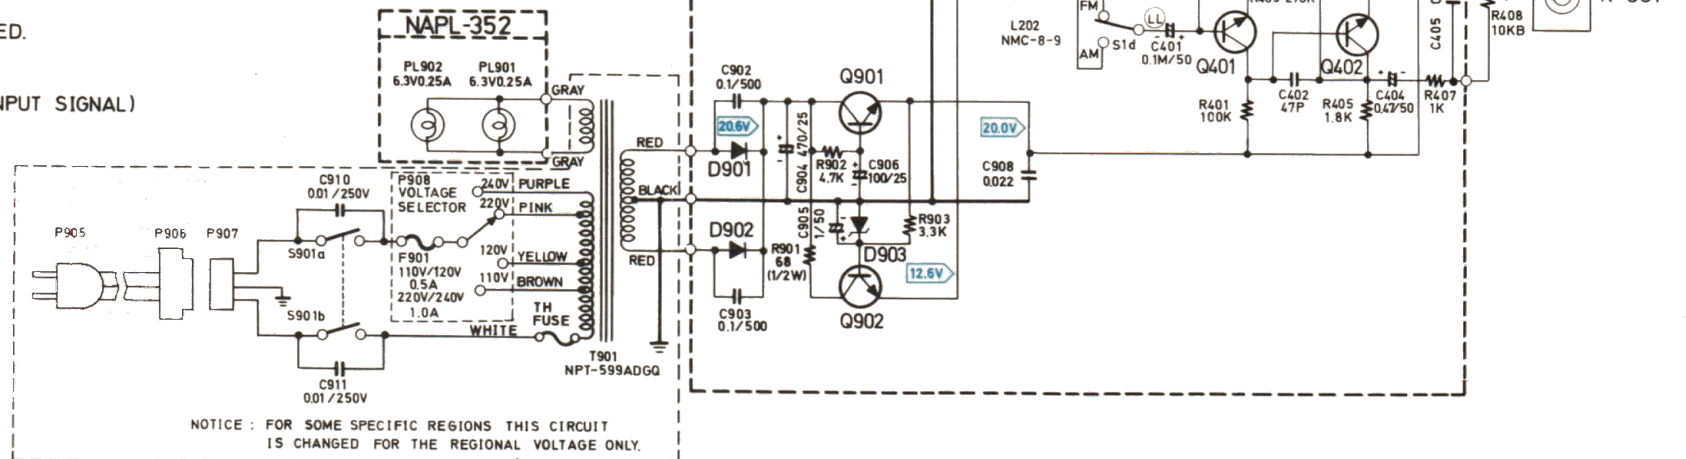 ED.
NPUT SIGNAL)
NAPL-352
PL902
6.3V0.25A
PL901
6.3V0.25A
GRAY
GRAY
P905
P906
P907
C910
0.01/250V
S901a
S901b
C911
0.01/250V
P908
VOLTAGE
SELECTOR
240V
220V
120V
110V
F901
110V/120V
0.5A
220V/240V
1.0A
PURPLE
PINK
YELLOW
BROWN
WHITE
TH
FUSE
T901
NPT-599ADGQ
RED
BLACK
RED
C902
0.1/500
20.6V
D901
D902
C903
0.1/500
C904 470/25
R902
4.7K
C906
100/25
C905
1/50
R901
68
(1/2W)
Q901
D903
Q902
R903
3.3K
12.6V
20.0V
C908
0.022
L202
NMC-8-9
FM
AM
S1d
LL
C401
0.1M/50
Q401
R401
100K
C402
47P
Q402
R405
1.8K
C404
0.47/50
R407
1K
C405
R408
10KB
NOTICE : FOR SOME SPECIFIC REGIONS THIS CIRCUIT
IS CHANGED FOR THE REGIONAL VOLTAGE ONLY.